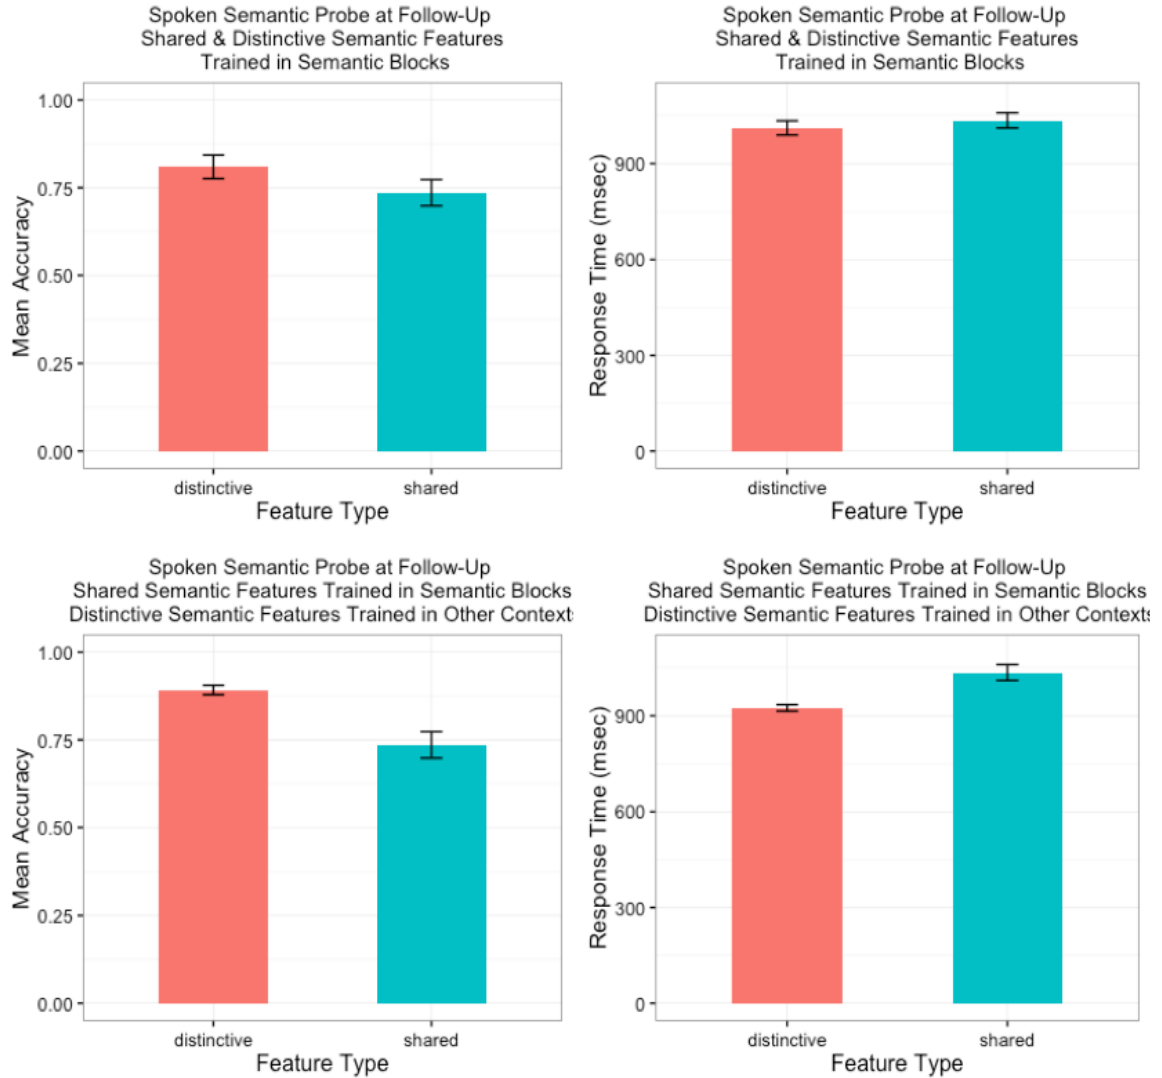 Spoken Semantic Probe at Follow-Up
Shared & Distinctive Semantic Features
Trained in Semantic Blocks
1.00
0.75
0.50
0.25
0.00
Mean Accuracy
distinctive shared
Feature Type
Spoken Semantic Probe at Follow-Up
Shared & Distinctive Semantic Features
Trained in Semantic Blocks
900
600
300
0
Response Time (msec)
distinctive shared
Feature Type
Spoken Semantic Probe at Follow-Up
Shared Semantic Features Trained in Semantic Blocks
Distinctive Semantic Features Trained in Other Contexts
1.00
0.75
0.50
0.25
0.00
Mean Accuracy
distinctive shared
Feature Type
Spoken Semantic Probe at Follow-Up
Shared Semantic Features Trained in Semantic Blocks
Distinctive Semantic Features Trained in Other Contexts
900
600
300
0
Response Time (msec)
distinctive shared
Feature Type